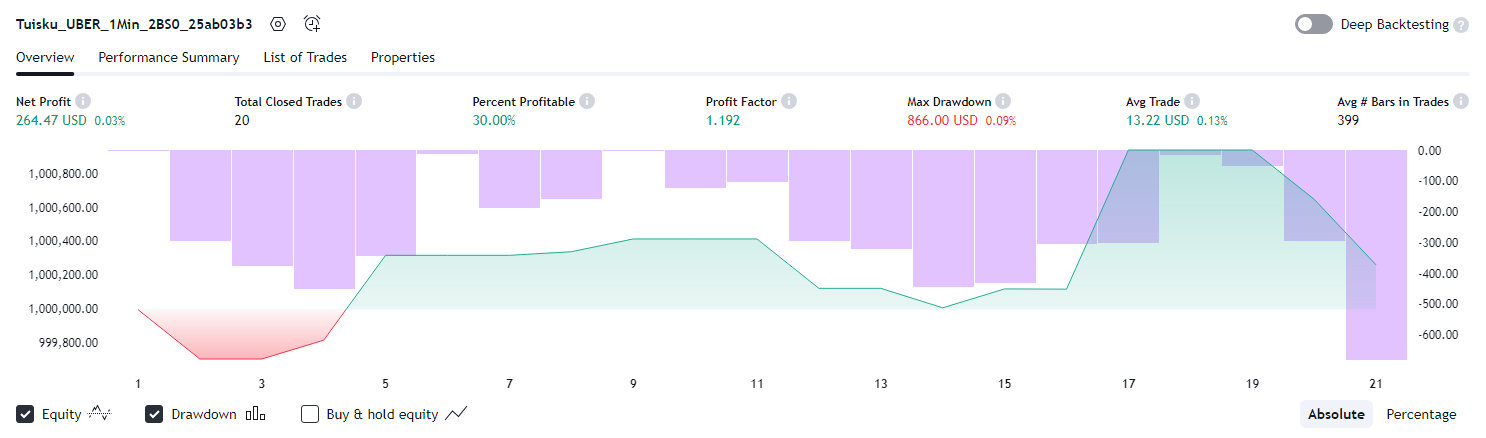 Tuisku_UBER_1Min_2BS0_25ab03b3 Deep Backtesting ?
Overview Performance Summary List of Trades Properties
Net Profit i Total Closed Trades i Percent Profitable i Profit Factor i Max Drawdown i Avg Trade i Avg # Bars in Trades i
264.47 USD 0.03% 20 30.00% 1.192 866.00 USD 0.09% 13.22 USD 0.13% 399
0.00
1,000,800.00 -100.00
1,000,600.00 -200.00
1,000,400.00 -300.00
1,000,200.00 -400.00
1,000,000.00 -500.00
999,800.00 -600.00
1 3 5 7 9 11 13 15 17 19 21
Equity Drawdown Buy & hold equity Absolute Percentage